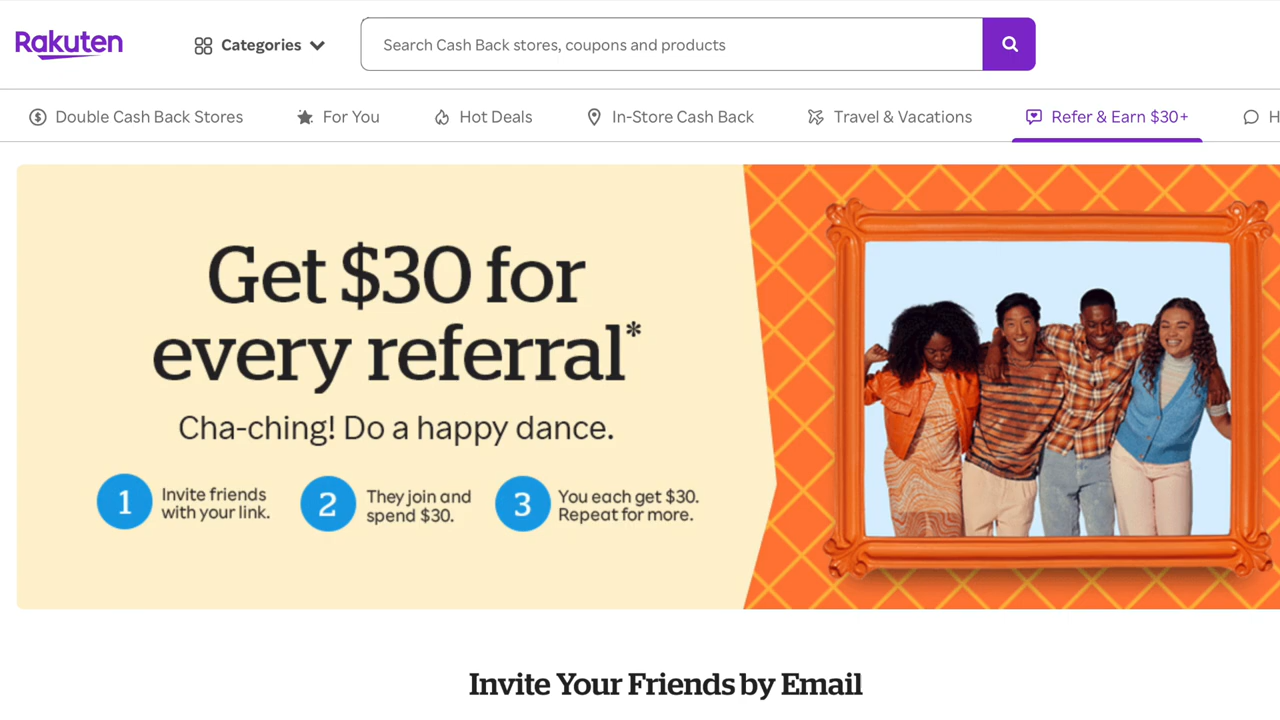 Rakuten
Categories
Search Cash Back stores, coupons and products
Double Cash Back Stores
For You
Hot Deals
In-Store Cash Back
Travel & Vacations
Refer & Earn $30+
H
Get $30 for
every referral*
Cha-ching! Do a happy dance.
1
Invite friends
with your link.
2
They join and
spend $30.
3
You each get $30.
Repeat for more.
Invite Your Friends by Email